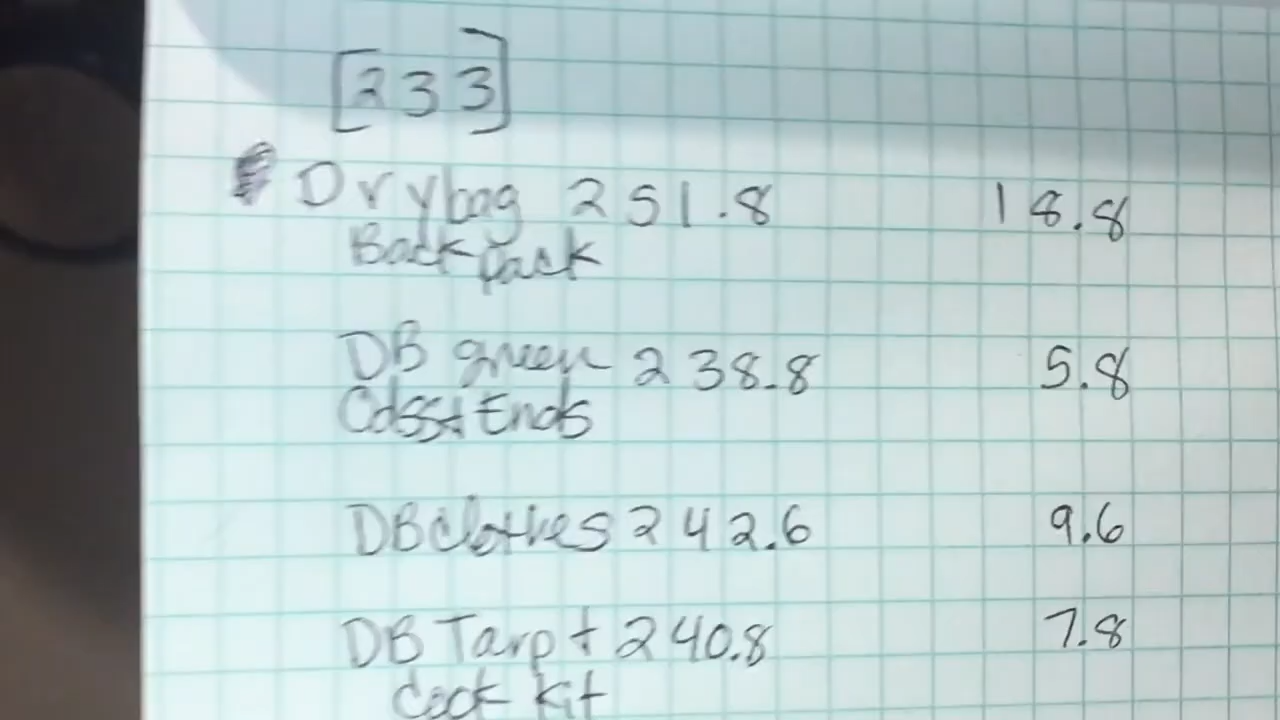 [233]
Drybag 251.8 18.8
Back pack
DB green 238.8 5.8
Odss+Ends
DB clothes 242.6 9.6
DB Tarp + 240.8 7.8
Cook kit